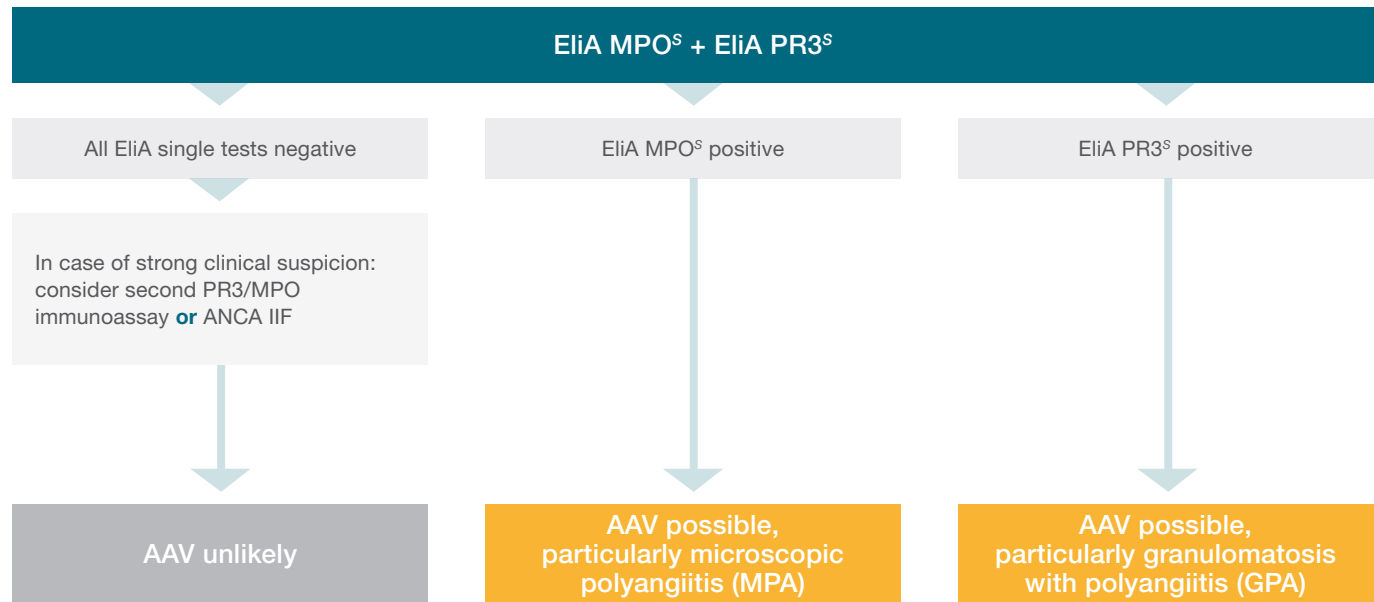 EliA MPOˢ + EliA PR3ˢ
All EliA single tests negative
EliA MPOˢ positive
EliA PR3ˢ positive
In case of strong clinical suspicion:
consider second PR3/MPO
immunoassay or ANCA IIF
AAV unlikely
AAV possible,
particularly microscopic
polyangiitis (MPA)
AAV possible,
particularly granulomatosis
with polyangiitis (GPA)